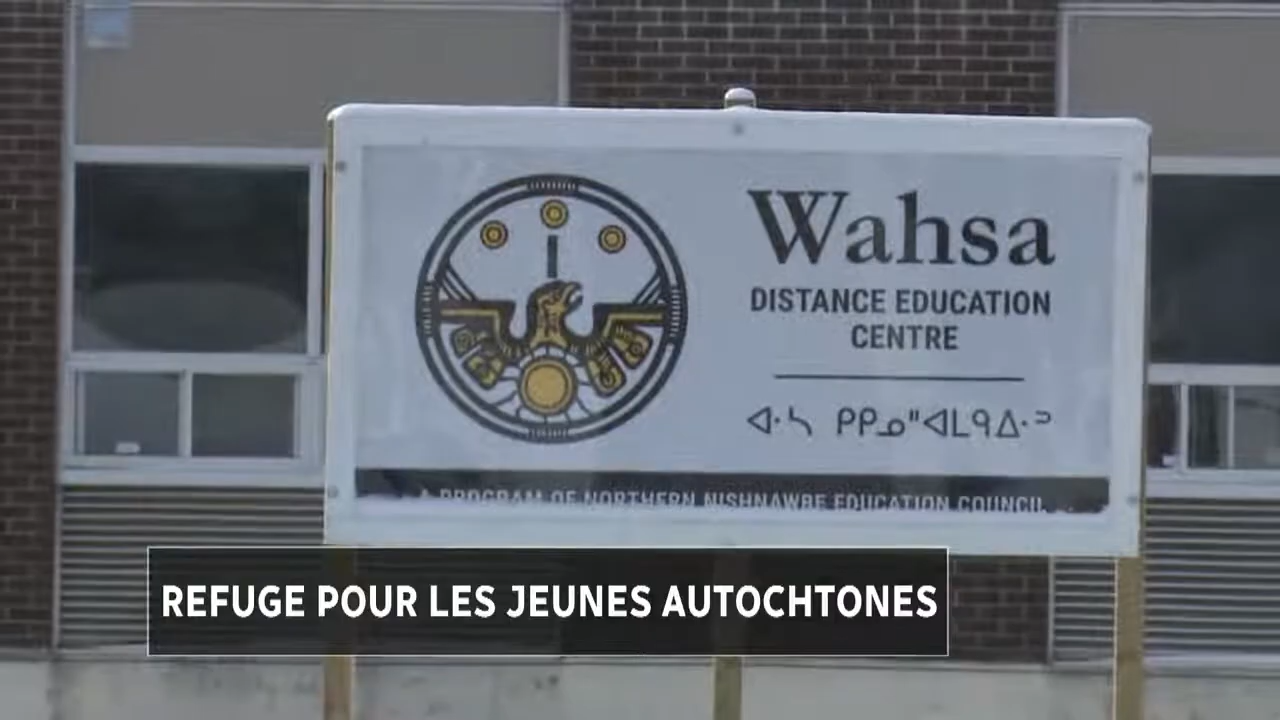 Wahsa
DISTANCE EDUCATION
CENTRE
ᐊᐧᓴ ᑭᑭᓄᐦᐊᒪᑫᐃᐧᐣ
A PROGRAM OF NORTHERN NISHNAWBE EDUCATION COUNCIL
REFUGE POUR LES JEUNES AUTOCHTONES